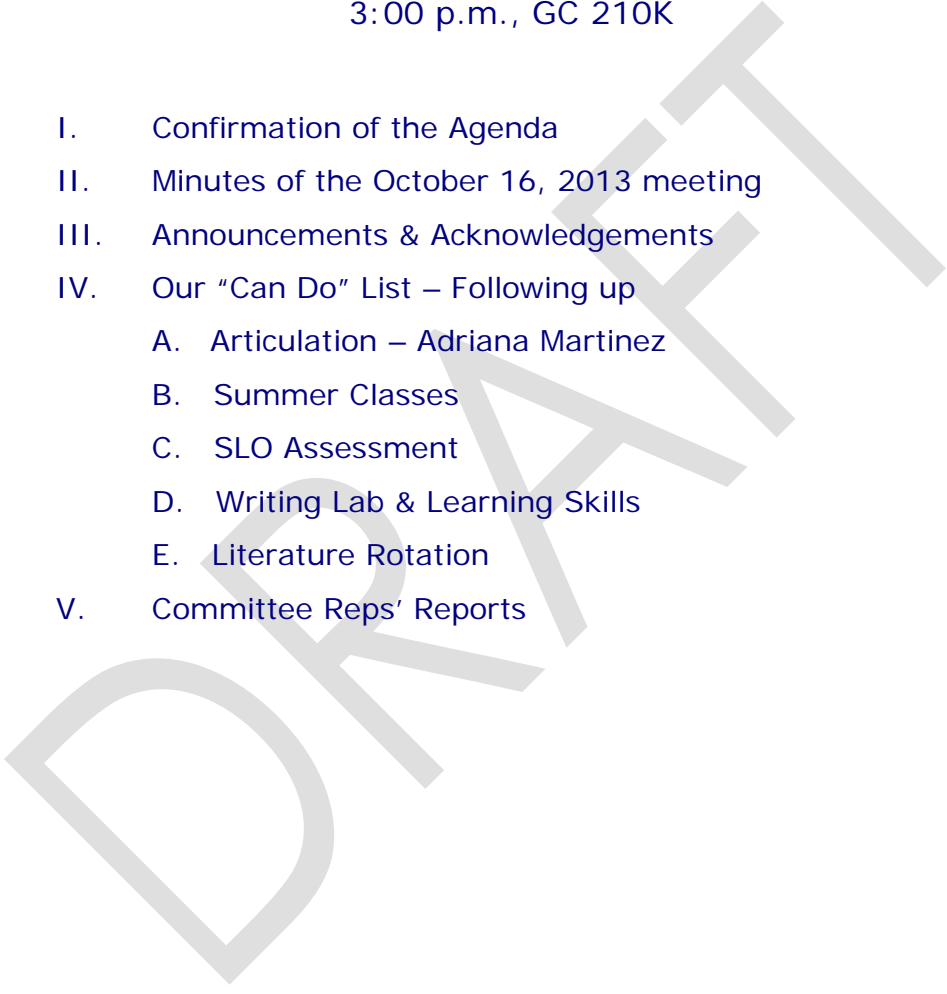 3:00 p.m., GC 210K
I. Confirmation of the Agenda
II. Minutes of the October 16, 2013 meeting
III. Announcements & Acknowledgements
IV. Our “Can Do” List – Following up
A. Articulation – Adriana Martinez
B. Summer Classes
C. SLO Assessment
D. Writing Lab & Learning Skills
E. Literature Rotation
V. Committee Reps’ Reports
DRAFT